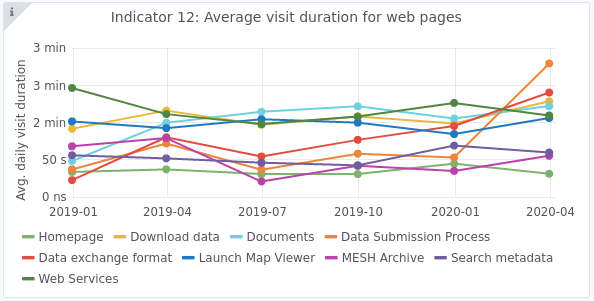 i
Indicator 12: Average visit duration for web pages
Avg. daily visit duration
3 min
3 min
2 min
50 s
0 ns
2019-01 2019-04 2019-07 2019-10 2020-01 2020-04
Homepage Download data Documents Data Submission Process
Data exchange format Launch Map Viewer MESH Archive Search metadata
Web Services